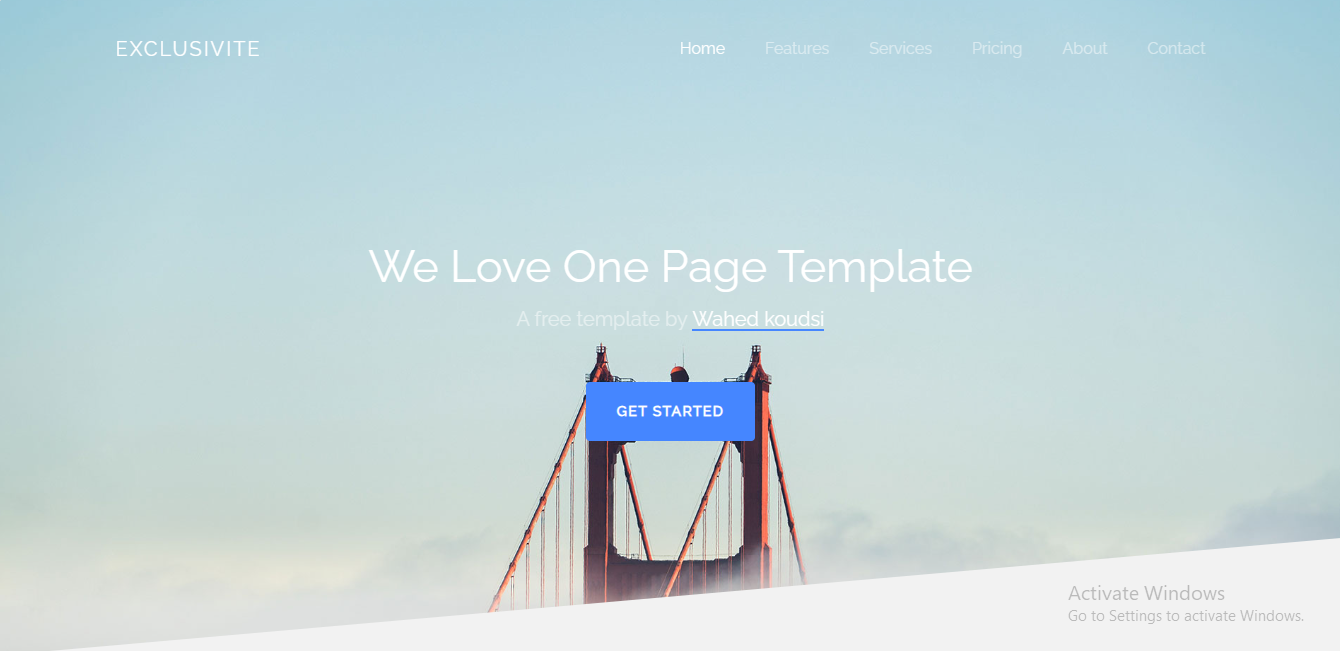 EXCLUSIVITE
Home Features Services Pricing About Contact
We Love One Page Template
A free template by Wahed koudsi
GET STARTED
Activate Windows
Go to Settings to activate Windows.